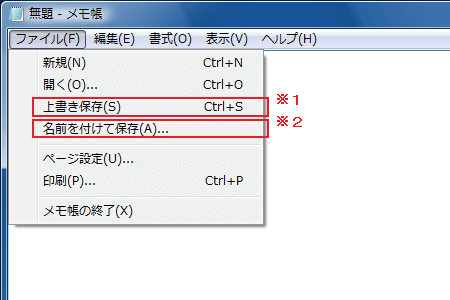 無題 - メモ帳
ファイル(F) 編集(E) 書式(O) 表示(V) ヘルプ(H)
新規(N) Ctrl+N
開く(O)... Ctrl+O
上書き保存(S) Ctrl+S ※1
名前を付けて保存(A)... ※2
ページ設定(U)...
印刷(P)... Ctrl+P
メモ帳の終了(X)